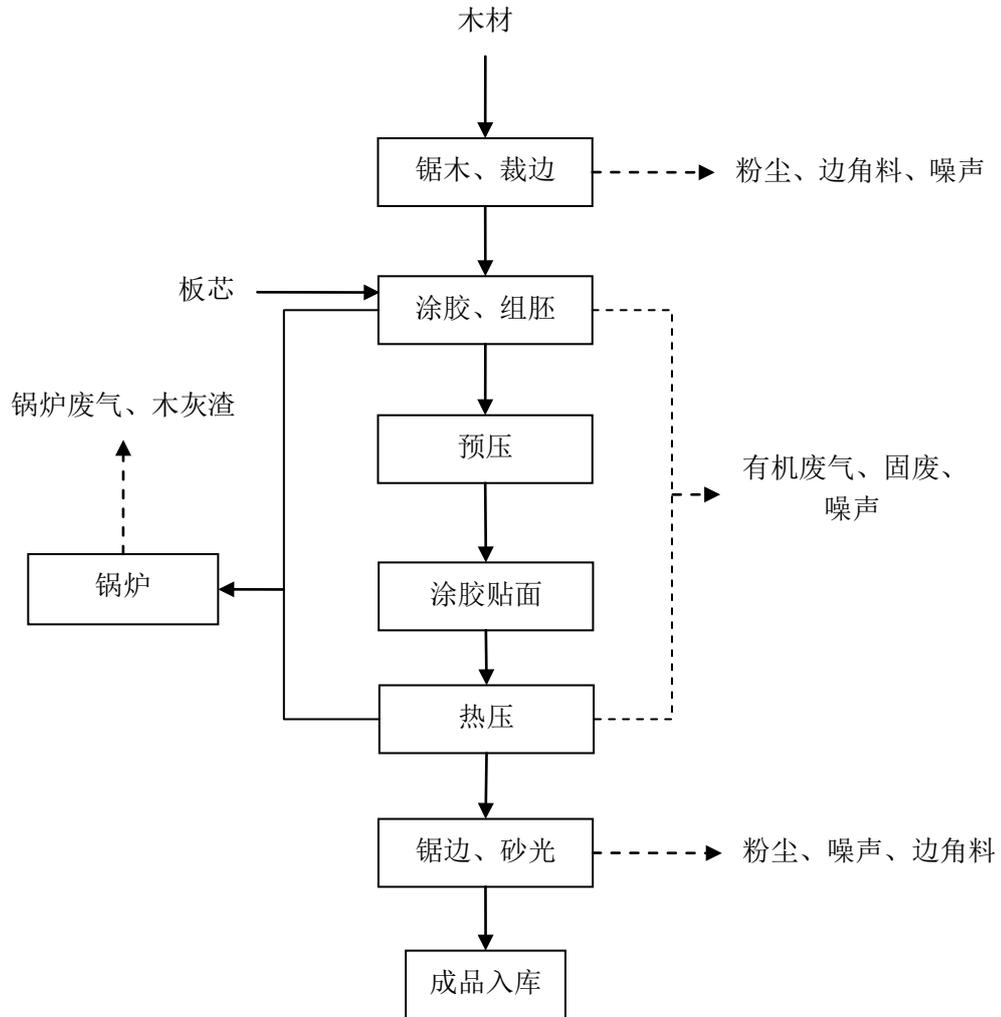 木材
锯木、裁边
粉尘、边角料、噪声
板芯
涂胶、组胚
锅炉废气、木灰渣
预压
有机废气、固废、
噪声
锅炉
涂胶贴面
热压
锯边、砂光
粉尘、噪声、边角料
成品入库